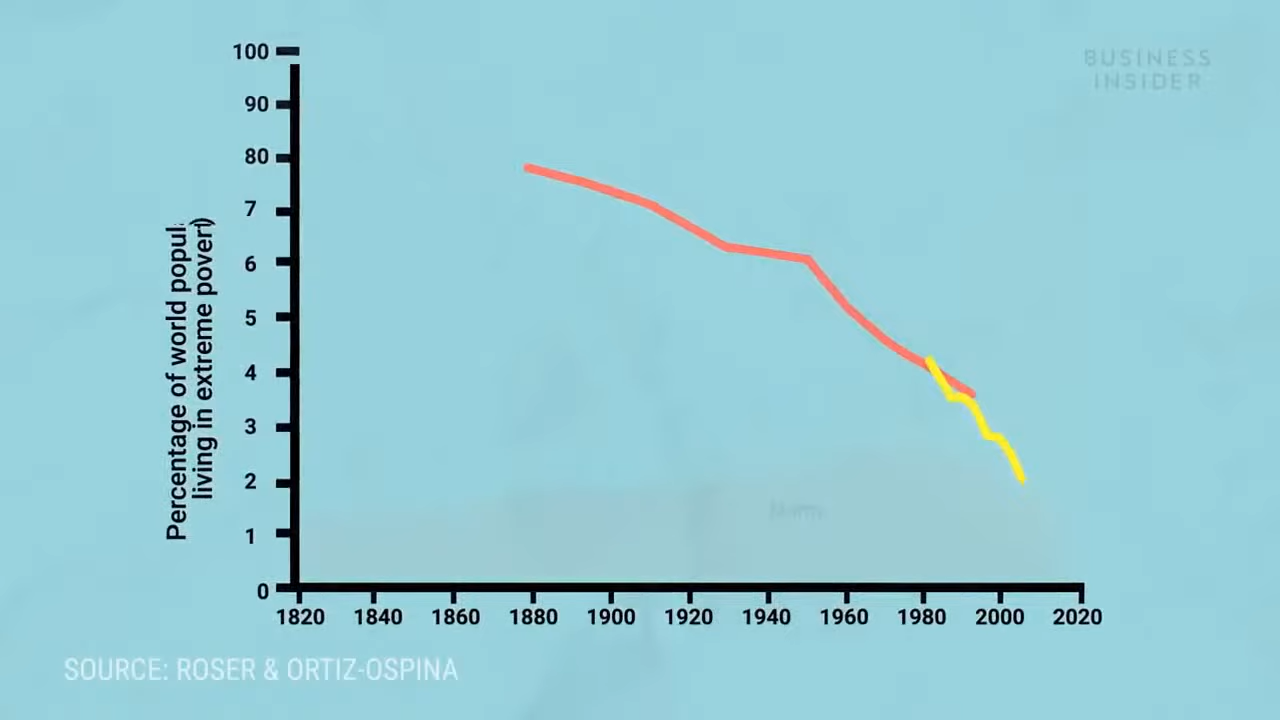 BUSINESS
INSIDER
Percentage of world popul
living in extreme povert
100
90
80
7
6
5
4
3
2
1
0
1820 1840 1860 1880 1900 1920 1940 1960 1980 2000 2020
SOURCE: ROSER & ORTIZ-OSPINA